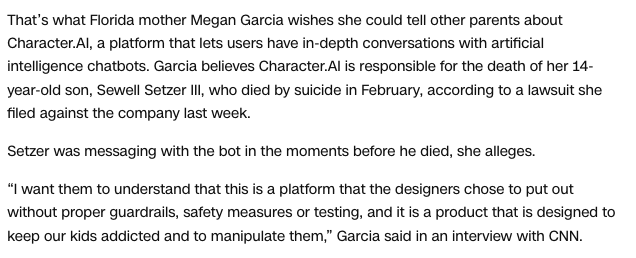 That’s what Florida mother Megan Garcia wishes she could tell other parents about
Character.AI, a platform that lets users have in-depth conversations with artificial
intelligence chatbots. Garcia believes Character.AI is responsible for the death of her 14-
year-old son, Sewell Setzer III, who died by suicide in February, according to a lawsuit she
filed against the company last week.
Setzer was messaging with the bot in the moments before he died, she alleges.
“I want them to understand that this is a platform that the designers chose to put out
without proper guardrails, safety measures or testing, and it is a product that is designed to
keep our kids addicted and to manipulate them,” Garcia said in an interview with CNN.